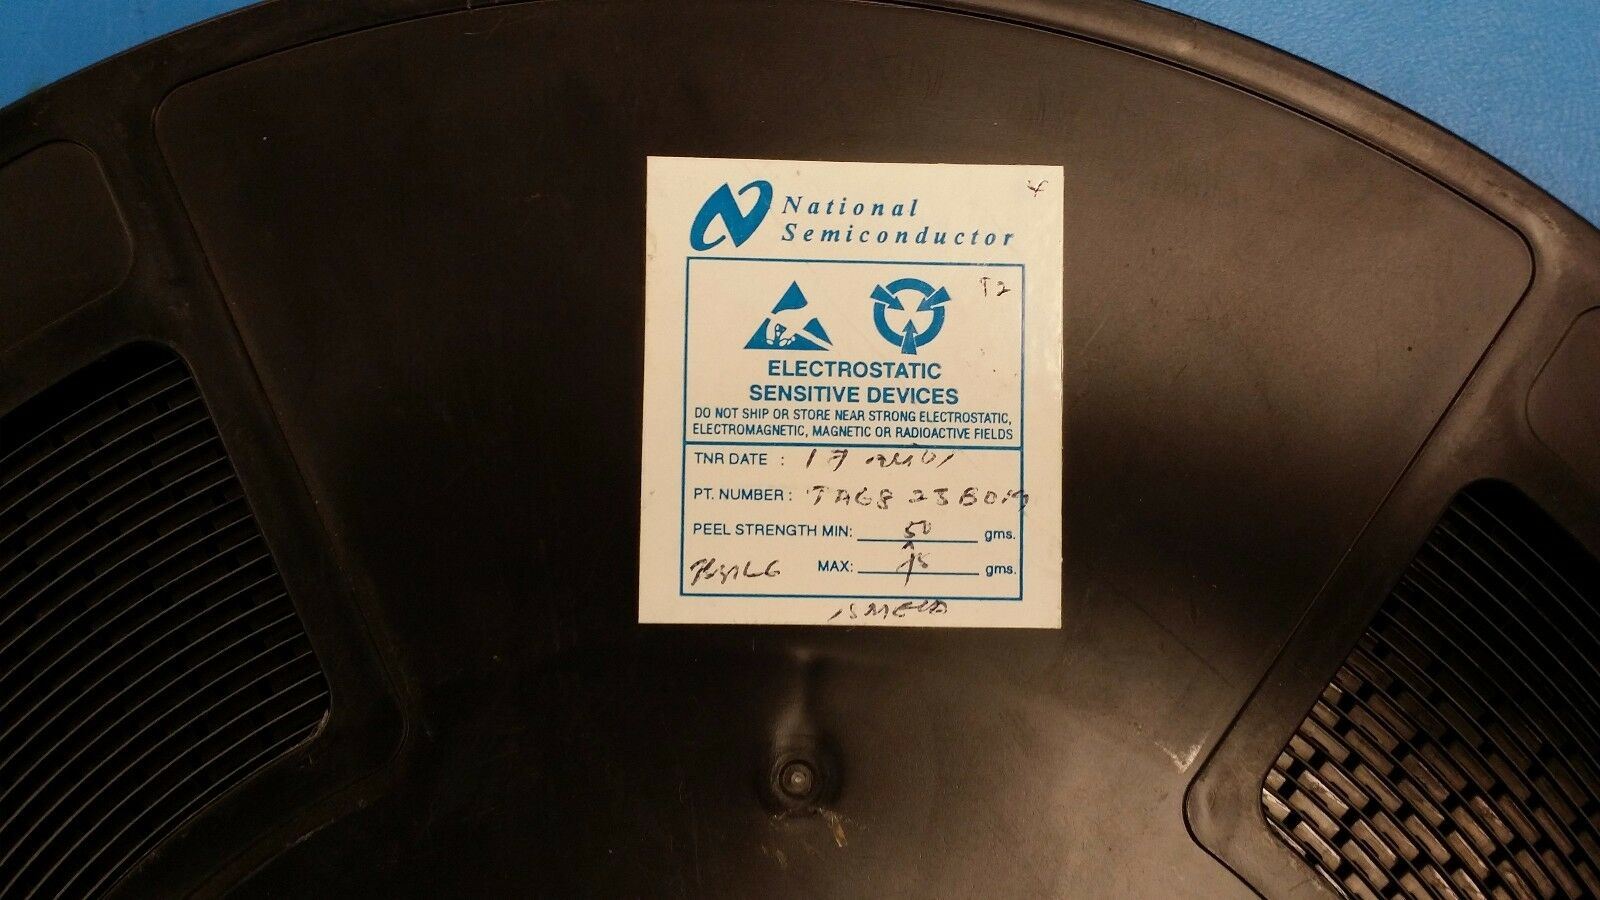 National
Semiconductor
T2
ELECTROSTATIC
SENSITIVE DEVICES
DO NOT SHIP OR STORE NEAR STRONG ELECTROSTATIC,
ELECTROMAGNETIC, MAGNETIC OR RADIOACTIVE FIELDS
TNR DATE : 17
PT. NUMBER :
PEEL STRENGTH MIN: 50 gms.
MAX: gms.